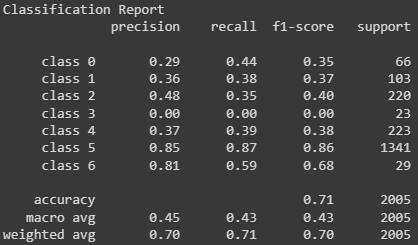 Classification Report
precision recall f1-score support
class 0 0.29 0.44 0.35 66
class 1 0.36 0.38 0.37 103
class 2 0.48 0.35 0.40 220
class 3 0.00 0.00 0.00 23
class 4 0.37 0.39 0.38 223
class 5 0.85 0.87 0.86 1341
class 6 0.81 0.59 0.68 29
accuracy 0.71 2005
macro avg 0.45 0.43 0.43 2005
weighted avg 0.70 0.71 0.70 2005